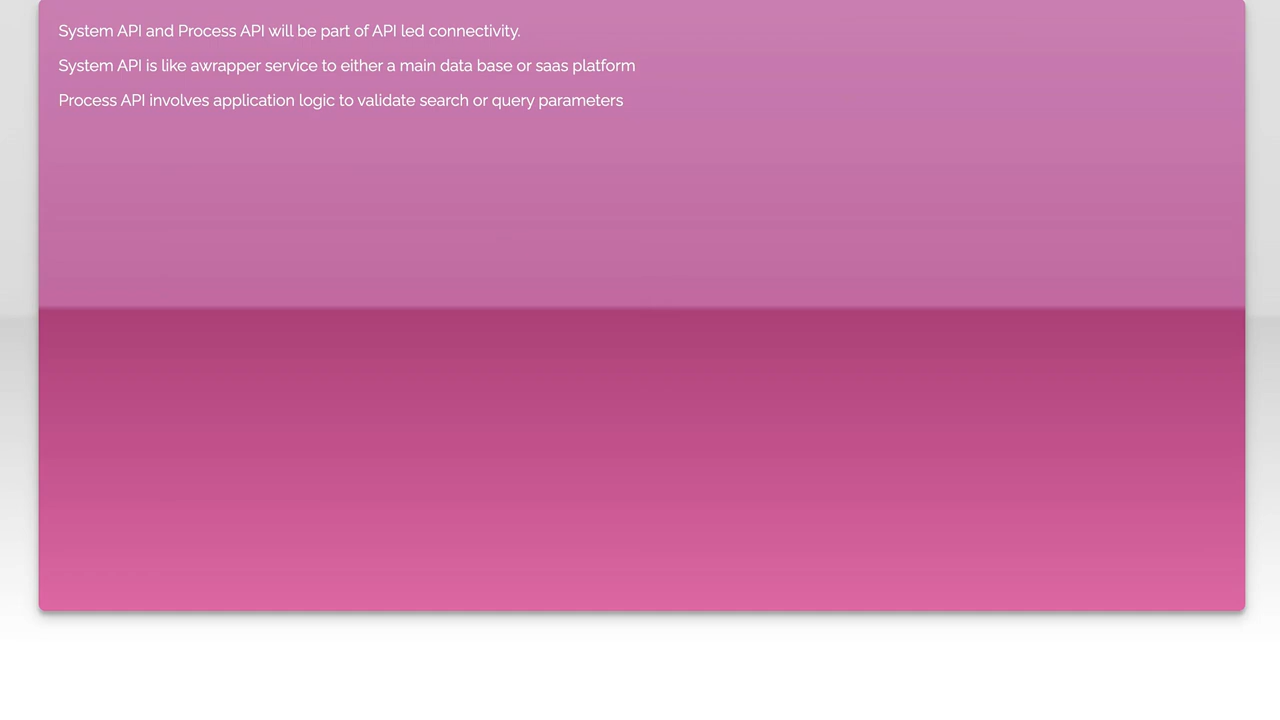 System API and Process API will be part of API led connectivity.
System API is like awrapper service to either a main data base or saas platform
Process API involves application logic to validate search or query parameters